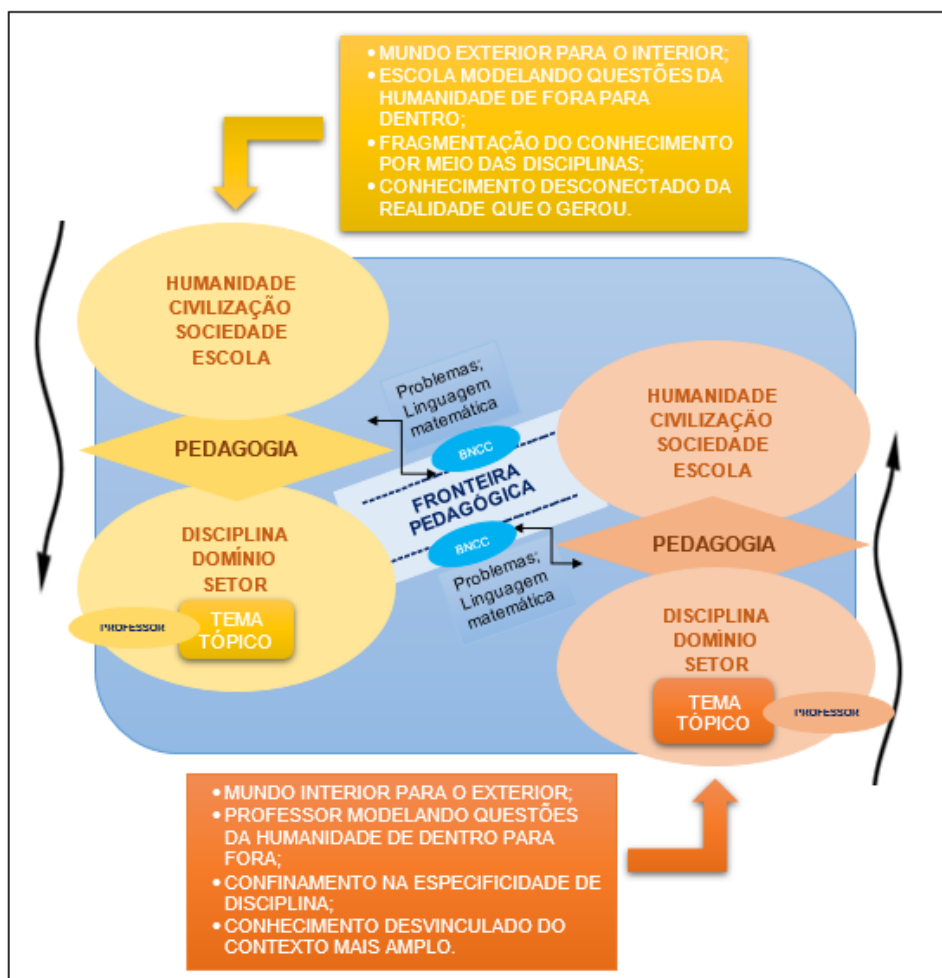 • MUNDO EXTERIOR PARA O INTERIOR;
• ESCOLA MODELANDO QUESTÕES DA
HUMANIDADE DE FORA PARA
DENTRO;
• FRAGMENTAÇÃO DO CONHECIMENTO
POR MEIO DAS DISCIPLINAS;
• CONHECIMENTO DESCONECTADO DA
REALIDADE QUE O GEROU.
HUMANIDADE
CIVILIZAÇÃO
SOCIEDADE
ESCOLA
PEDAGOGIA
DISCIPLINA
DOMÍNIO
SETOR
PROFESSOR
TEMA
TÓPICO
Problemas;
Linguagem
matemática
BNCC
FRONTEIRA
PEDAGÓGICA
BNCC
Problemas;
Linguagem
matemática
HUMANIDADE
CIVILIZAÇÃO
SOCIEDADE
ESCOLA
PEDAGOGIA
DISCIPLINA
DOMÍNIO
SETOR
TEMA
TÓPICO
PROFESSOR
• MUNDO INTERIOR PARA O EXTERIOR;
• PROFESSOR MODELANDO QUESTÕES
DA HUMANIDADE DE DENTRO PARA
FORA;
• CONFINAMENTO NA ESPECIFICIDADE DE
DISCIPLINA;
• CONHECIMENTO DESVINCULADO DO
CONTEXTO MAIS AMPLO.